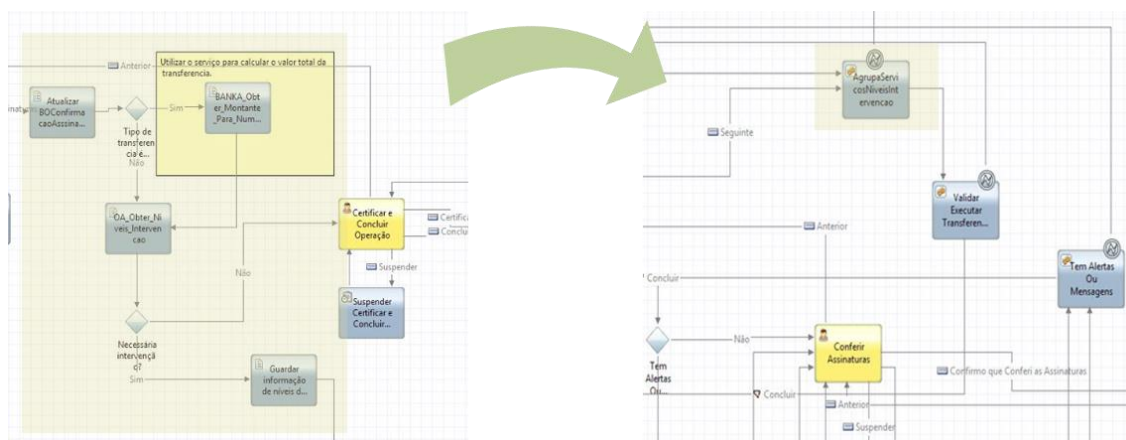 Anterior
Utilizar o serviço para calcular o valor total da
transferencia.
Atualizar
BOConfirma
caoAsssina...
Sim
BANKA_Obt
er_Montante
_Para_Num...
Tipo de
transferen
cia é...
Não
OA_Obter_Ni
veis_Interven
cao
Certificar e
Concluir
Operação
Certifica
Conclu
Não
Suspender
Suspender
Certificar e
Concluir...
Necessária
intervençã
o?
Sim
Guardar
informação
de níveis d...
AgrupaServi
cosNiveisInt
ervencao
Seguinte
Validar
Executar
Transferen...
Anterior
Tem Alertas
Ou
Mensagens
Concluir
Não
Conferir
Assinaturas
Tem
Alertas
Ou...
Confirmo que Conferi as Assinaturas
Concluir
Anterior
Suspender